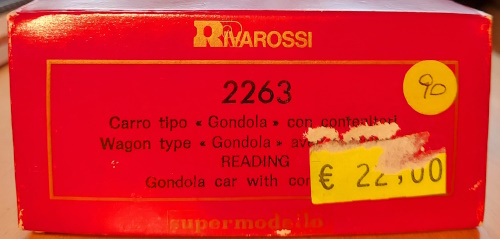 RIVAROSSI
2263
90
Carro tipo « Gondola » con contenitori
Wagon type « Gondola »
READING
Gondola car with
€ 22,00
supermodello